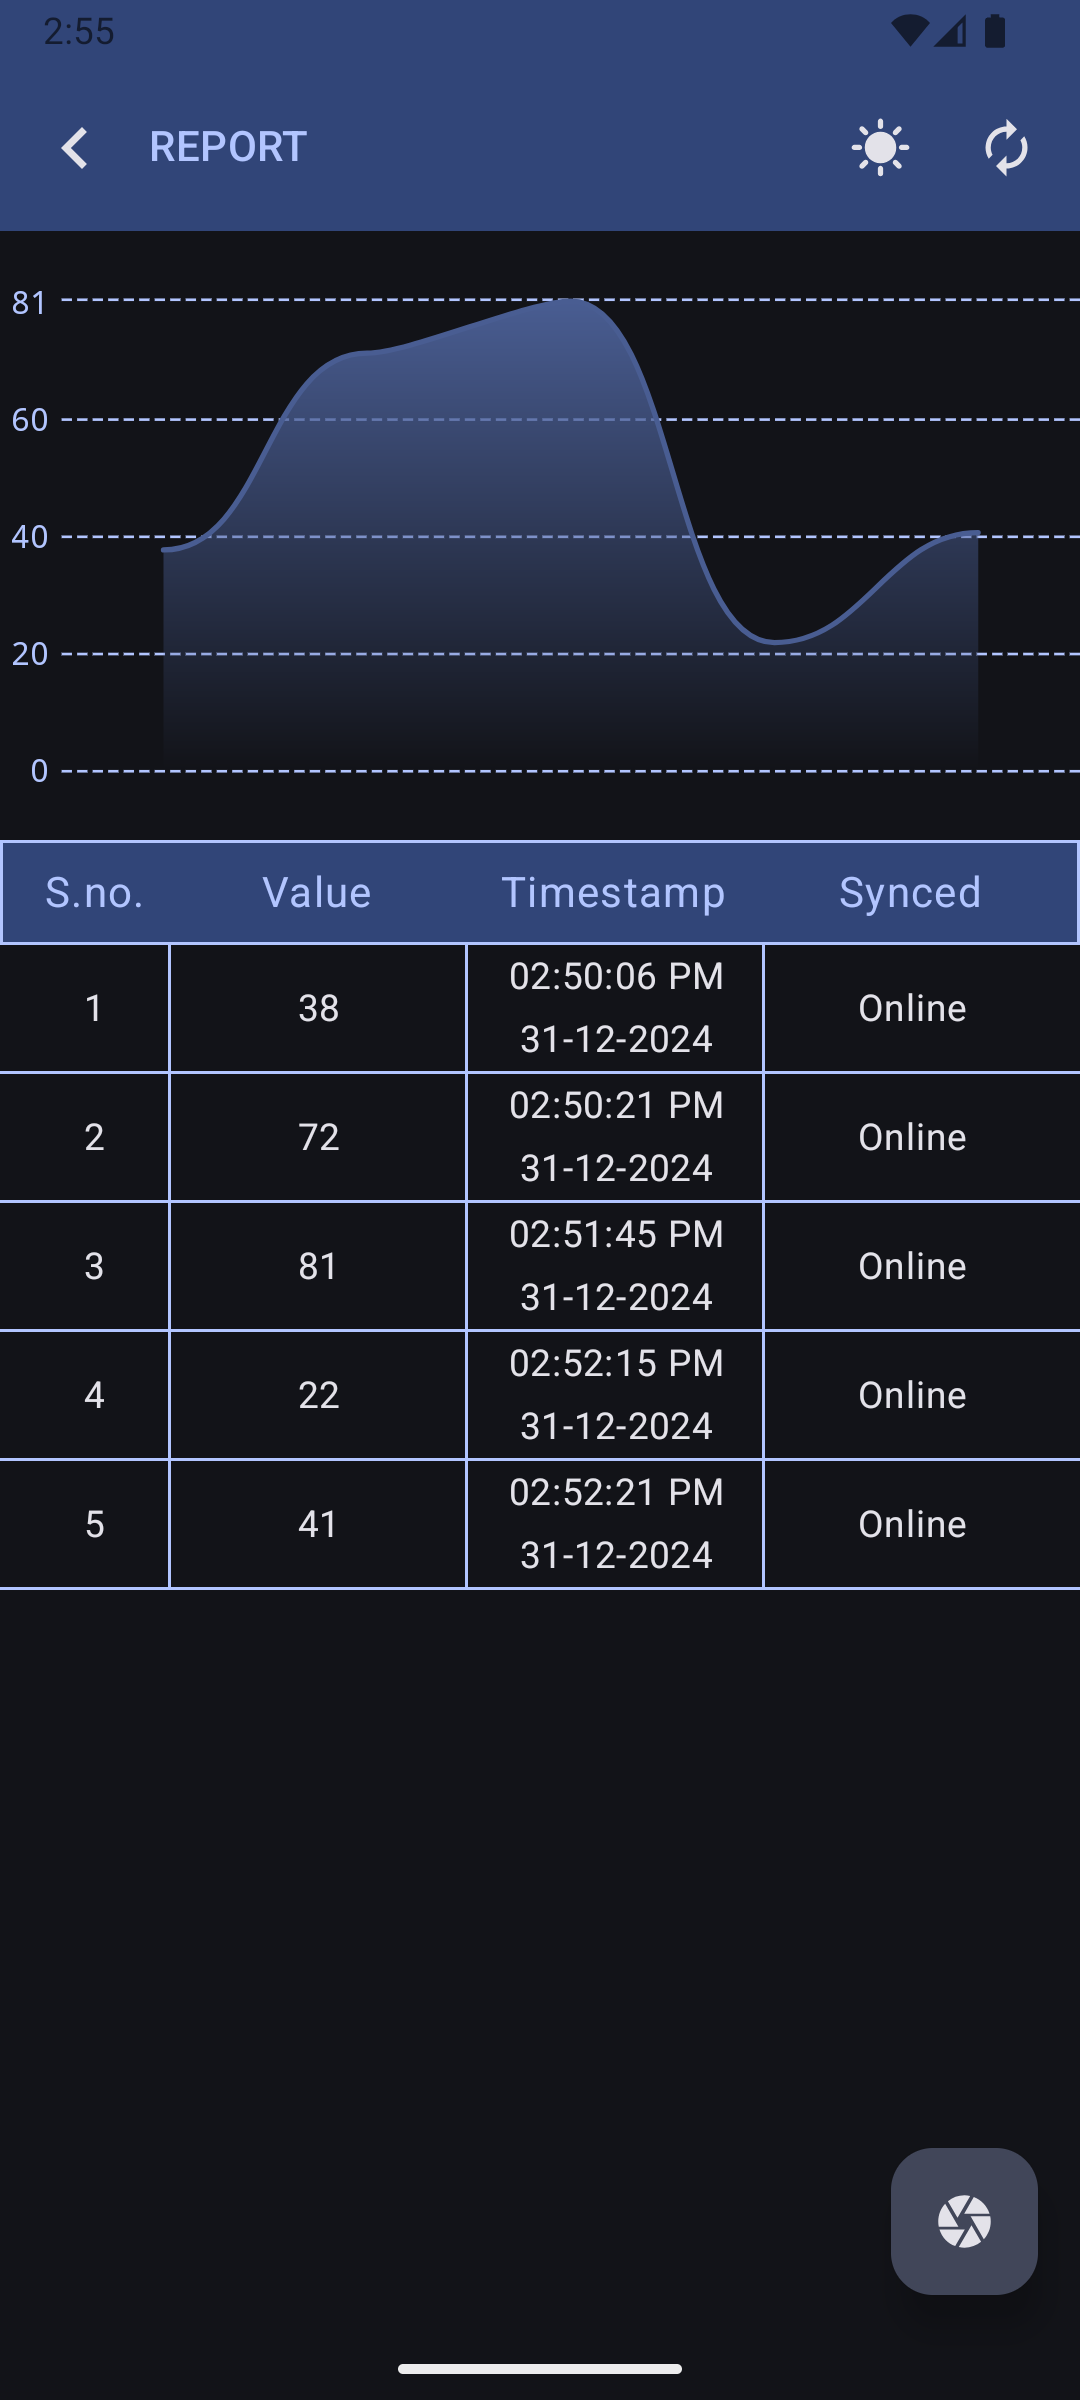 2:55
REPORT
81
60
40
20
0
S.no. Value Timestamp Synced
1 38 02:50:06 PM 31-12-2024 Online
2 72 02:50:21 PM 31-12-2024 Online
3 81 02:51:45 PM 31-12-2024 Online
4 22 02:52:15 PM 31-12-2024 Online
5 41 02:52:21 PM 31-12-2024 Online